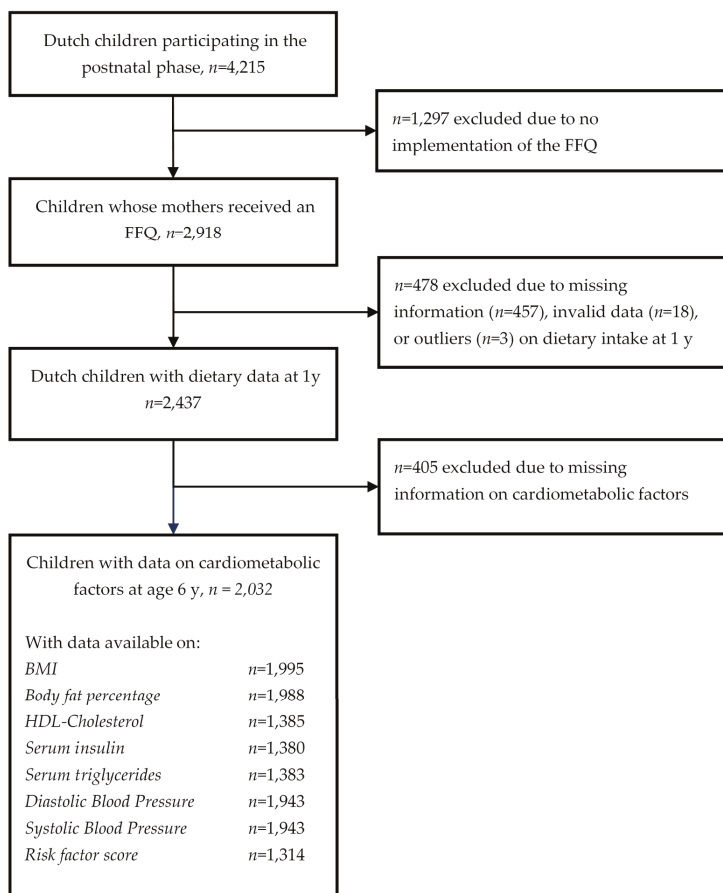 Dutch children participating in the
postnatal phase, n=4,215
n=1,297 excluded due to no
implementation of the FFQ
Children whose mothers received an
FFQ, n=2,918
n=478 excluded due to missing
information (n=457), invalid data (n=18),
or outliers (n=3) on dietary intake at 1 y
Dutch children with dietary data at 1y
n=2,437
n=405 excluded due to missing
information on cardiometabolic factors
Children with data on cardiometabolic
factors at age 6 y, n = 2,032
With data available on:
BMI n=1,995
Body fat percentage n=1,988
HDL-Cholesterol n=1,385
Serum insulin n=1,380
Serum triglycerides n=1,383
Diastolic Blood Pressure n=1,943
Systolic Blood Pressure n=1,943
Risk factor score n=1,314